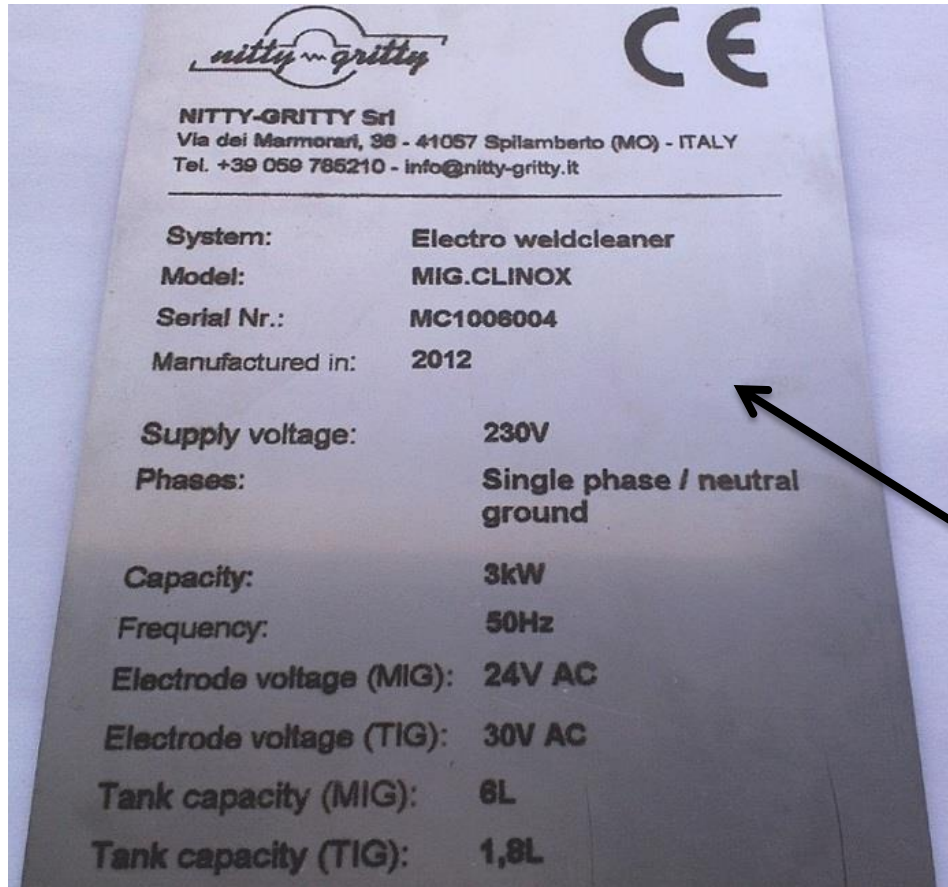 nitty gritty
CE
NITTY-GRITTY Srl
Via dei Marmorari, 36 - 41057 Spilamberto (MO) - ITALY
Tel. +39 059 785210 - info@nitty-gritty.it
System: Electro weldcleaner
Model: MIG.CLINOX
Serial Nr.: MC1006004
Manufactured in: 2012
Supply voltage: 230V
Phases: Single phase / neutral
ground
Capacity: 3kW
Frequency: 50Hz
Electrode voltage (MIG): 24V AC
Electrode voltage (TIG): 30V AC
Tank capacity (MIG): 6L
Tank capacity (TIG): 1,8L